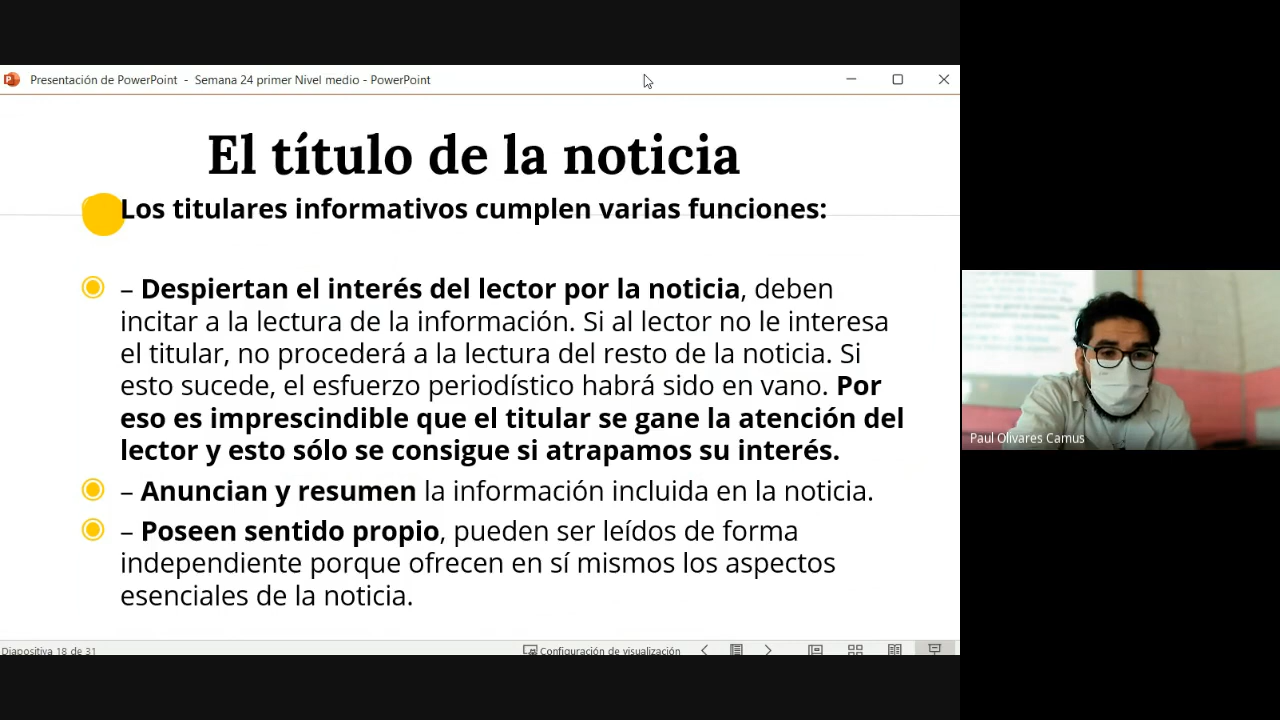 Presentación de PowerPoint - Semana 24 primer Nivel medio - PowerPoint
El título de la noticia
Los titulares informativos cumplen varias funciones:
– Despiertan el interés del lector por la noticia, deben
incitar a la lectura de la información. Si al lector no le interesa
el titular, no procederá a la lectura del resto de la noticia. Si
esto sucede, el esfuerzo periodístico habrá sido en vano. Por
eso es imprescindible que el titular se gane la atención del
lector y esto sólo se consigue si atrapamos su interés.
– Anuncian y resumen la información incluida en la noticia.
– Poseen sentido propio, pueden ser leídos de forma
independiente porque ofrecen en sí mismos los aspectos
esenciales de la noticia.
Diapositiva 18 de 31
Configuración de visualización
Paul Olivares Camus